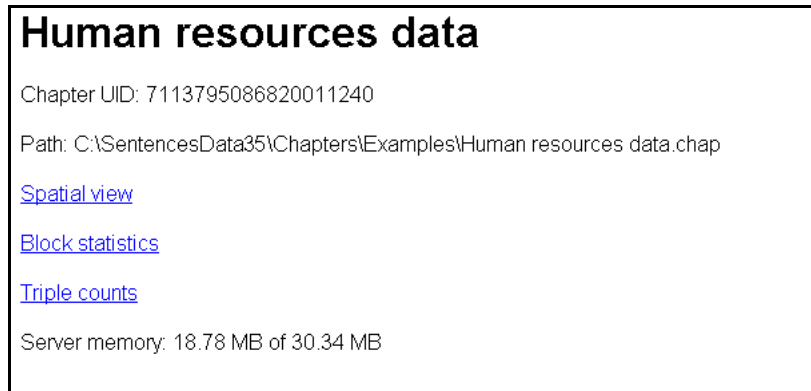 Human resources data
Chapter UID: 7113795086820011240
Path: C:\SentencesData35\Chapters\Examples\Human resources data.chap
Spatial view
Block statistics
Triple counts
Server memory: 18.78 MB of 30.34 MB